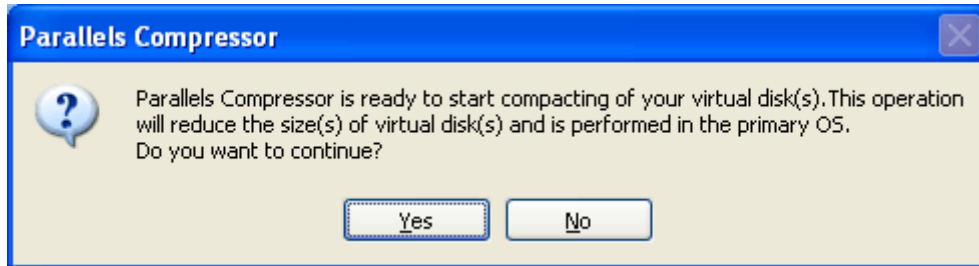 Parallels Compressor
?
Parallels Compressor is ready to start compacting of your virtual disk(s).This operation
will reduce the size(s) of virtual disk(s) and is performed in the primary OS.
Do you want to continue?
Yes
No